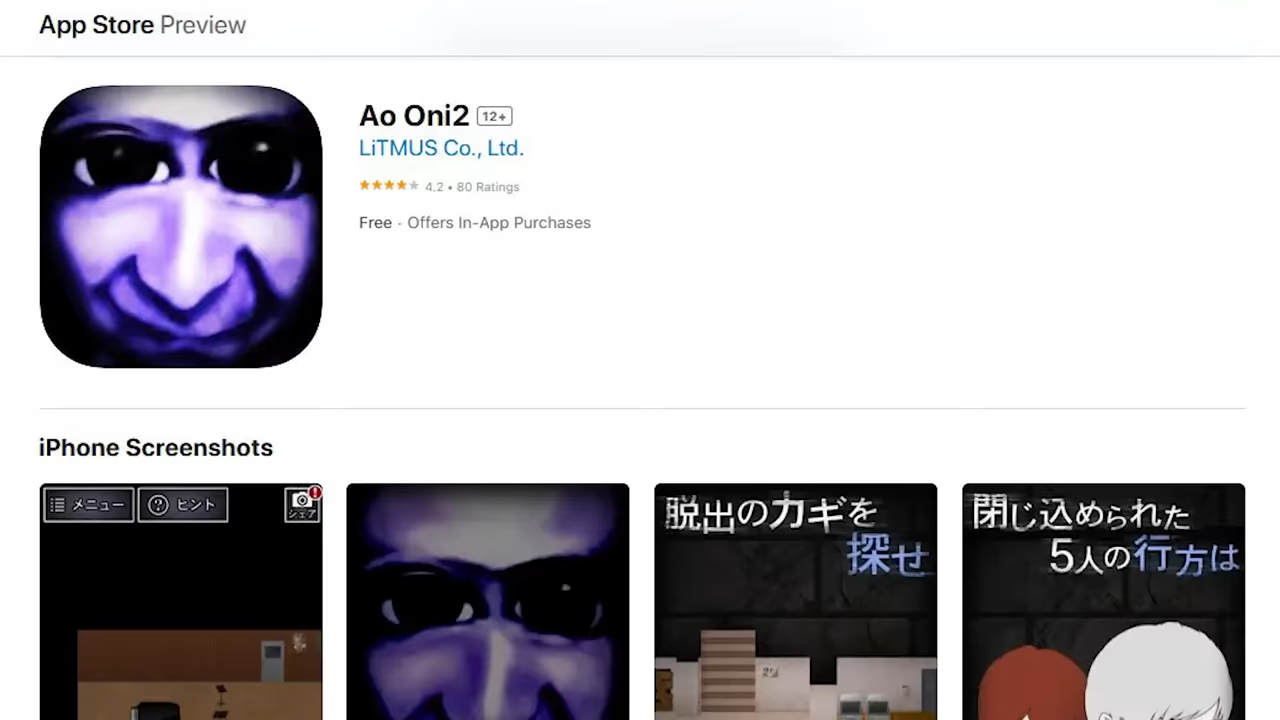 App Store Preview
Ao Oni2 12+
LiTMUS Co., Ltd.
4.2 • 80 Ratings
Free · Offers In-App Purchases
iPhone Screenshots
メニュー
ヒント
シェア
脱出のカギを
探せ
閉じ込められた
5人の行方は